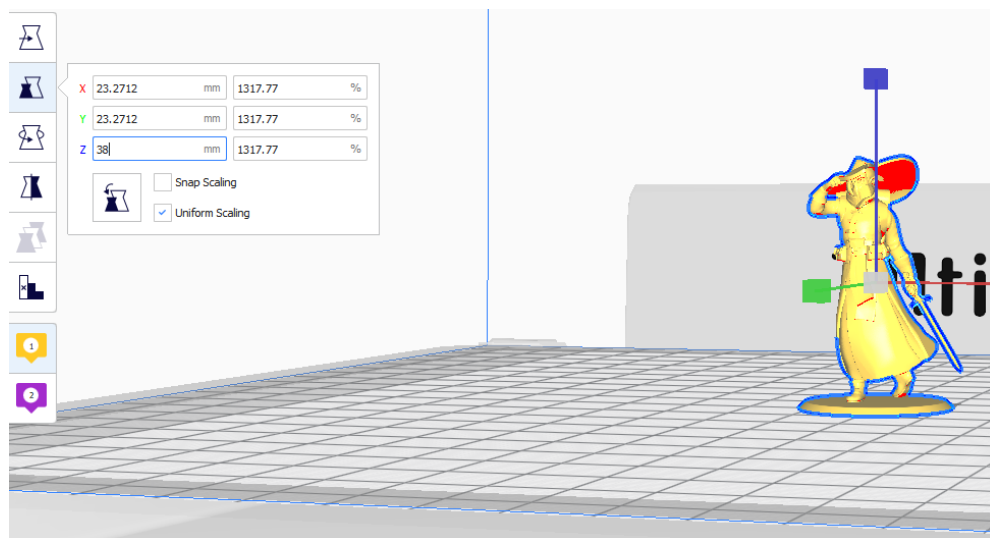 X 23.2712 mm 1317.77 %
Y 23.2712 mm 1317.77 %
Z 38 mm 1317.77 %
Snap Scaling
Uniform Scaling
1
2